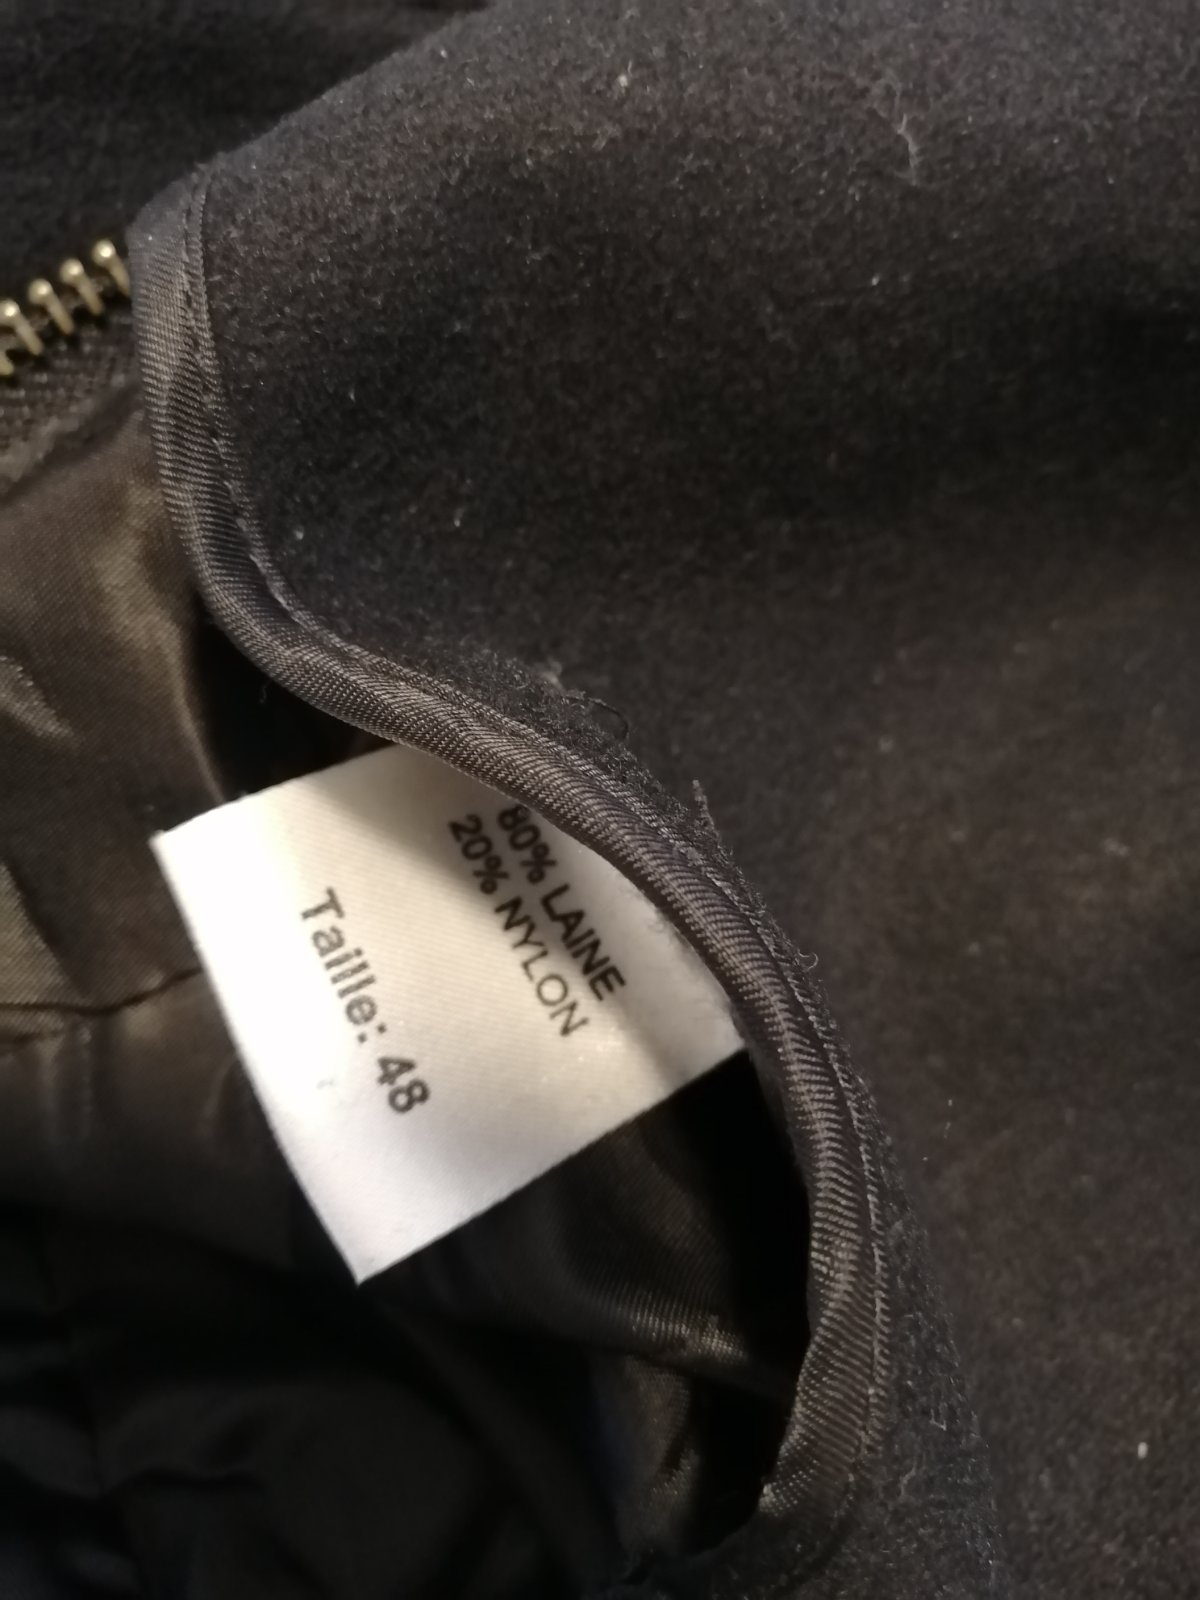 80% LAINE
20% NYLON
Taille: 48